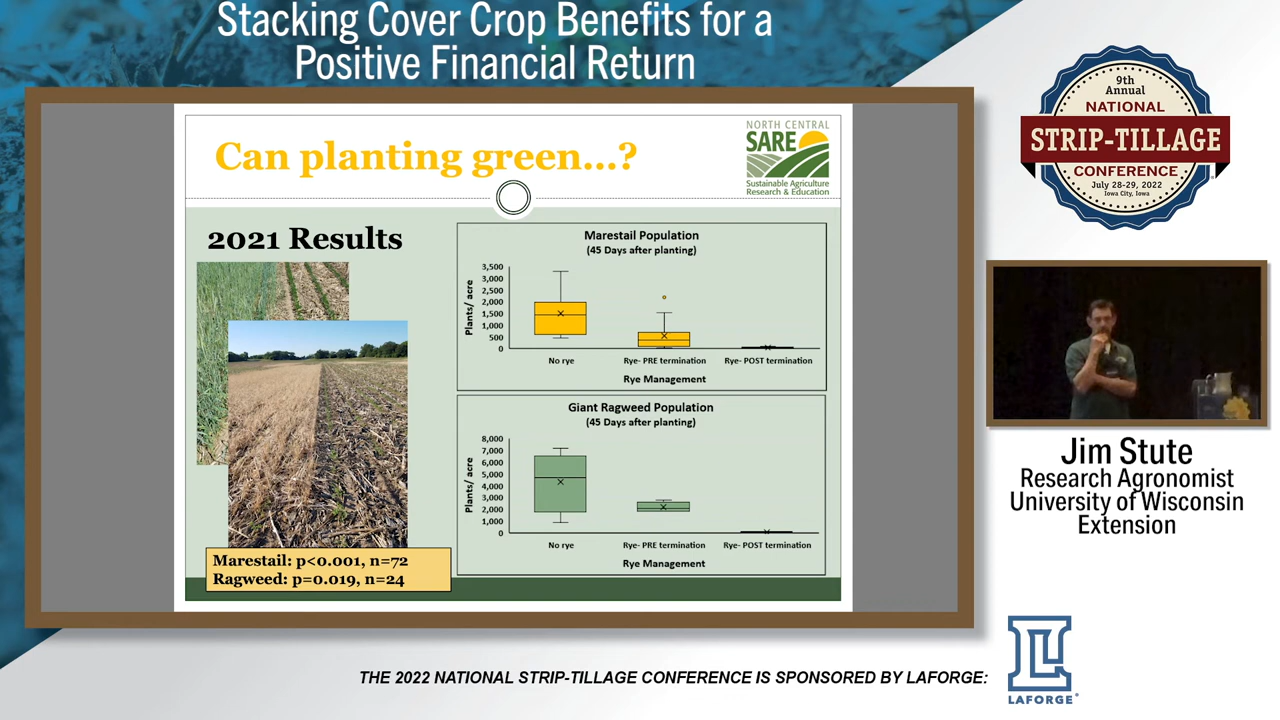 Stacking Cover Crop Benefits for a
Positive Financial Return
Can planting green...?
NORTH CENTRAL
SARE
Sustainable Agriculture
Research & Education
2021 Results
Marestail Population
(45 Days after planting)
Plants/ acre
3,500
3,000
2,500
2,000
1,500
1,000
500
0
No rye
Rye- PRE termination
Rye- POST termination
Rye Management
Giant Ragweed Population
(45 Days after planting)
Plants/ acre
8,000
7,000
6,000
5,000
4,000
3,000
2,000
1,000
0
No rye
Rye- PRE termination
Rye- POST termination
Rye Management
Marestail: p<0.001, n=72
Ragweed: p=0.019, n=24
9th
Annual
NATIONAL
STRIP-TILLAGE
CONFERENCE
July 28-29, 2022
Iowa City, Iowa
Jim Stute
Research Agronomist
University of Wisconsin
Extension
THE 2022 NATIONAL STRIP-TILLAGE CONFERENCE IS SPONSORED BY LAFORGE:
LAFORGE